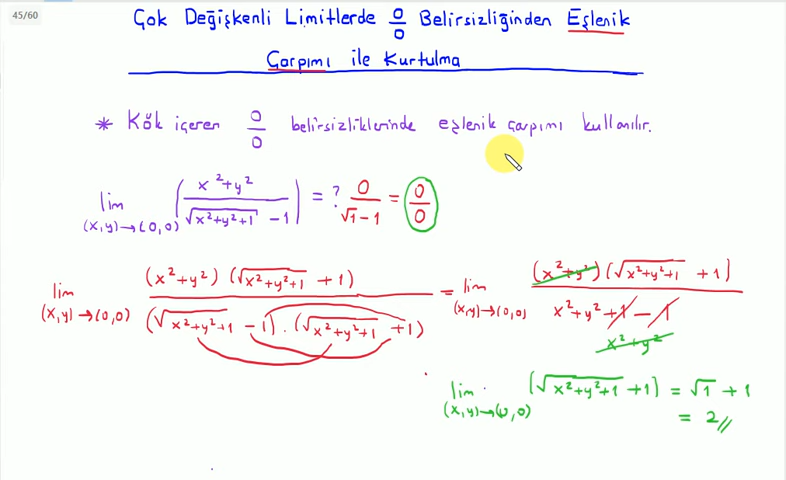 45/60
Çok Değişkenli Limitlerde 0/0 Belirsizliğinden Eşlenik
Çarpımı ile Kurtulma
* Kök içeren 0/0 belirsizliklerinde eşlenik çarpımı kullanılır.
lim (x,y)→(0,0) ( x²+y² / √(x²+y²+1) - 1 ) = ? 0 / √1-1 = 0/0
lim (x,y)→(0,0) (x²+y²) (√(x²+y²+1) + 1) / (√(x²+y²+1) - 1) . (√(x²+y²+1) + 1) = lim (x,y)→(0,0) (x²+y²) (√(x²+y²+1) + 1) / x²+y²+1-1
x²+y²
lim (x,y)→(0,0) (√(x²+y²+1) + 1) = √1 + 1
= 2//